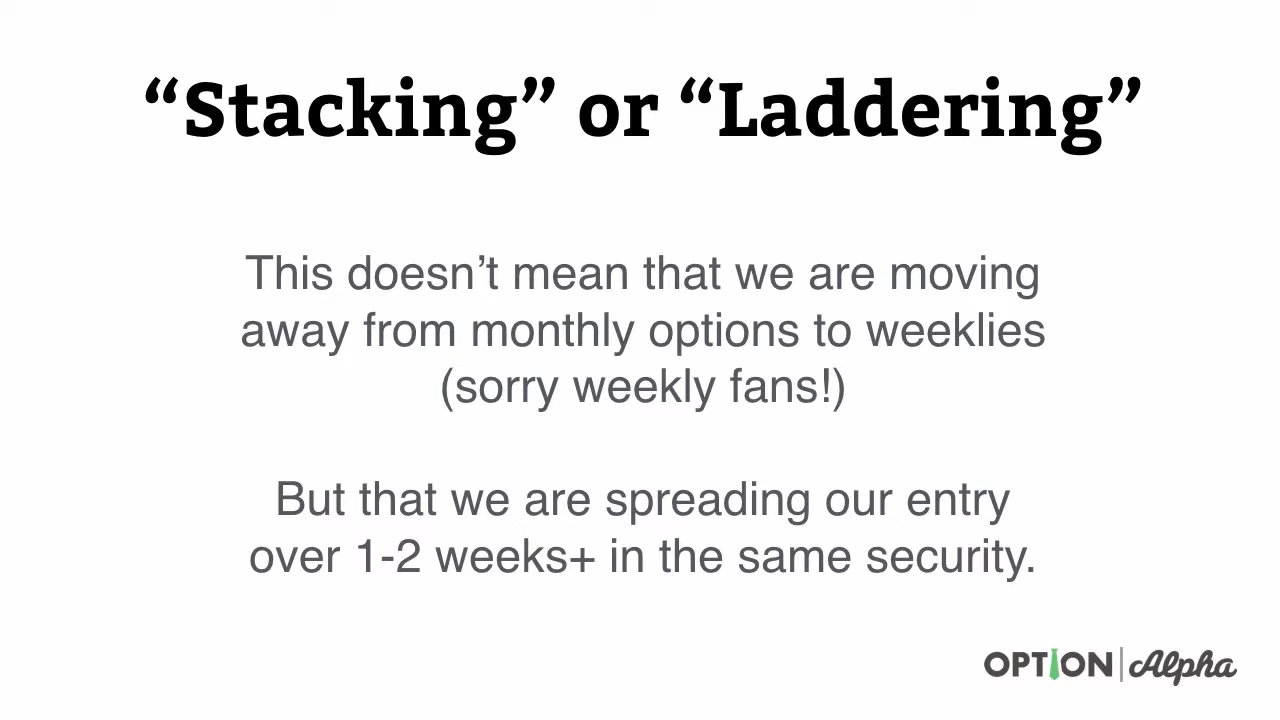 “Stacking” or “Laddering”
This doesn’t mean that we are moving
away from monthly options to weeklies
(sorry weekly fans!)
But that we are spreading our entry
over 1-2 weeks+ in the same security.
OPTION | Alpha